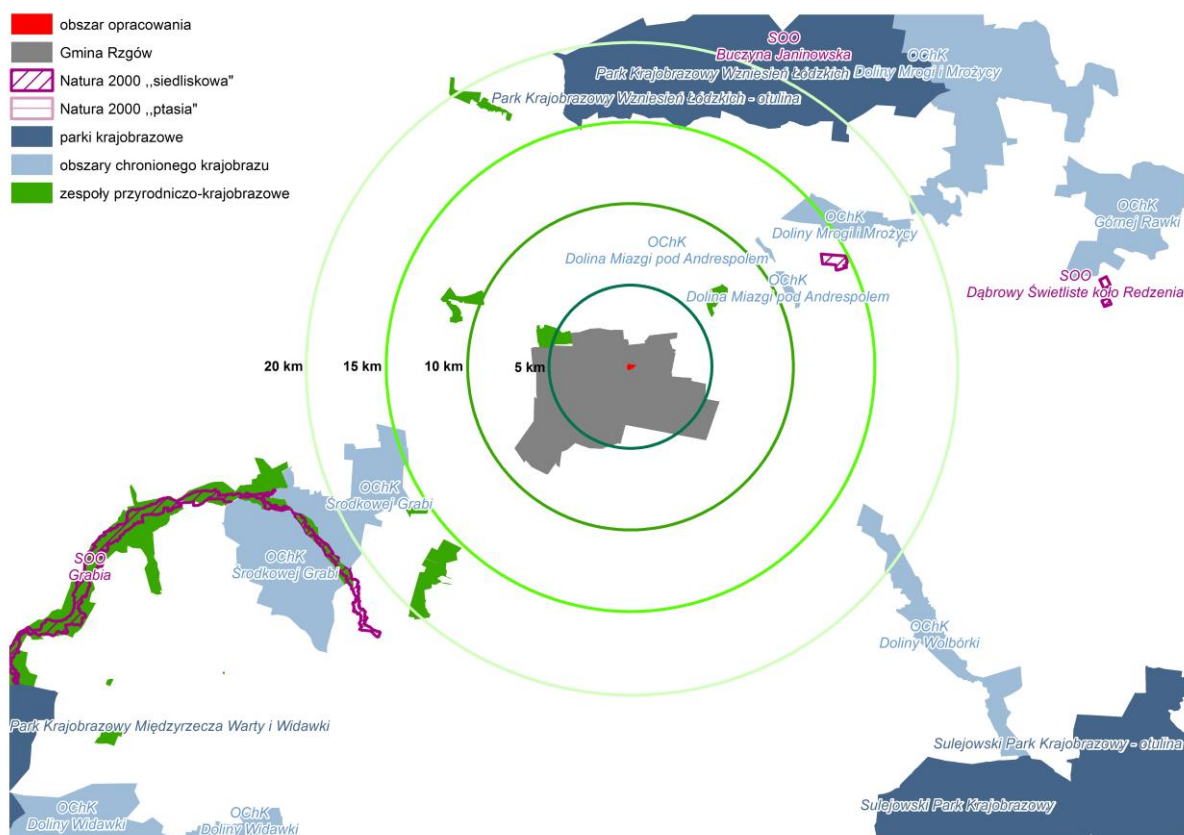 obszar opracowania
Gmina Rzgów
Natura 2000 ,,siedliskowa"
Natura 2000 ,,ptasia"
parki krajobrazowe
obszary chronionego krajobrazu
zespoły przyrodniczo-krajobrazowe
SOO
Buczyna Janinowska
Park Krajobrazowy Wzniesień Łódzkich
Park Krajobrazowy Wzniesień Łódzkich - otulina
OChK
Doliny Mrogi i Mrożycy
OChK
Górnej Rawki
OChK
Doliny Mrogi i Mrożycy
OChK
Dolina Miazgi pod Andrespolem
OChK
Dolina Miazgi pod Andrespolem
SOO
Dąbrowy Świetliste koło Redzenia
20 km
15 km
10 km
5 km
OChK
Środkowej Grabi
SOO
Grabia
OChK
Środkowej Grabi
OChK
Doliny Wolbórki
Park Krajobrazowy Międzyrzecza Warty i Widawki
Sulejowski Park Krajobrazowy - otulina
Sulejowski Park Krajobrazowy
OChK
Doliny Widawki
OChK
Doliny Widawki